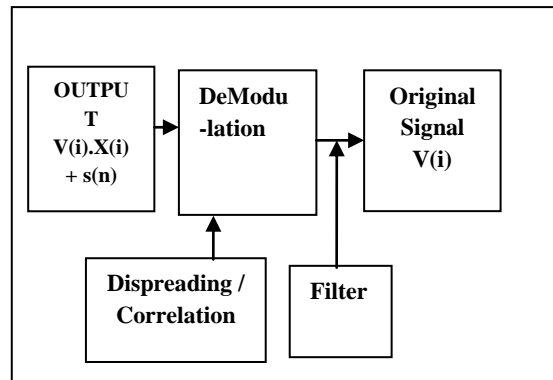 OUTPU
T
V(i).X(i)
+ s(n)
DeModu
-lation
Original
Signal
V(i)
Dispreading /
Correlation
Filter